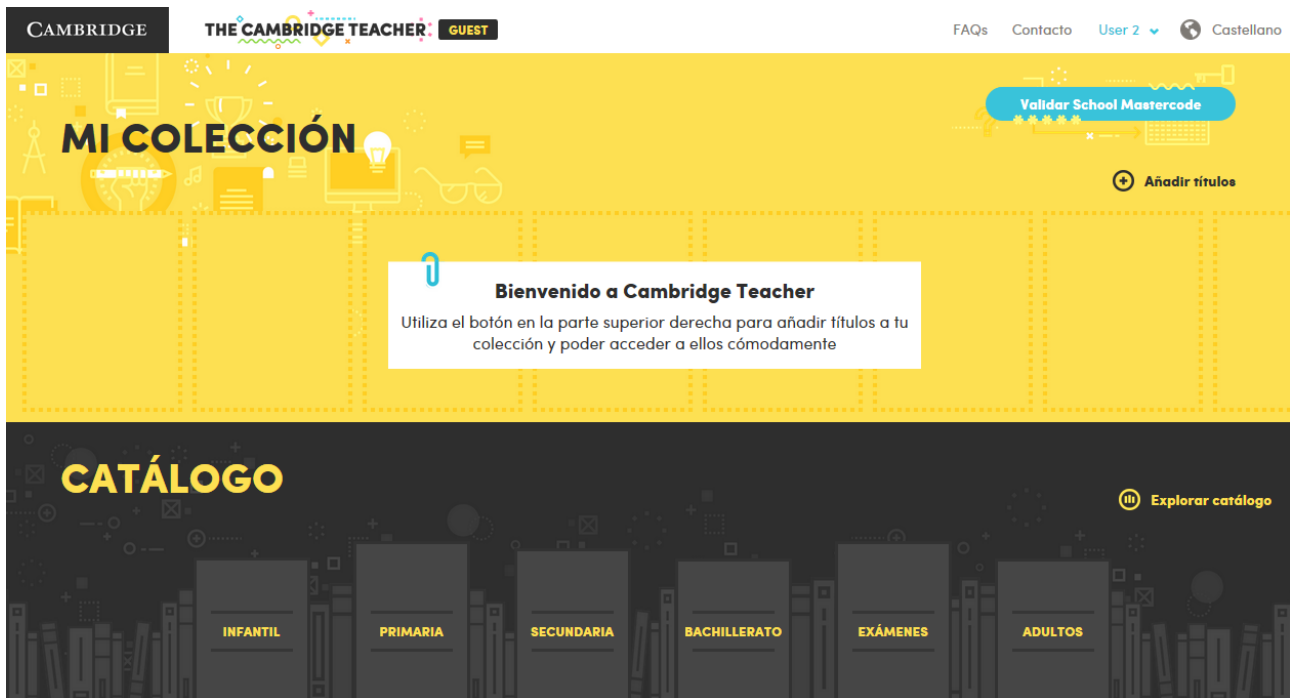 CAMBRIDGE
THE CAMBRIDGE TEACHER GUEST
FAQs Contacto User 2 Castellano
Validar School Mastercode
MI COLECCIÓN
Añadir títulos
Bienvenido a Cambridge Teacher
Utiliza el botón en la parte superior derecha para añadir títulos a tu
colección y poder acceder a ellos cómodamente
CATÁLOGO
Explorar catálogo
INFANTIL
PRIMARIA
SECUNDARIA
BACHILLERATO
EXÁMENES
ADULTOS